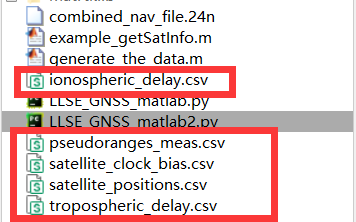 combined_nav_file.24n
example_getSatInfo.m
generate_the_data.m
ionospheric_delay.csv
LLSE_GNSS_matlab.py
LLSE_GNSS_matlab2.py
pseudoranges_meas.csv
satellite_clock_bias.csv
satellite_positions.csv
tropospheric_delay.csv